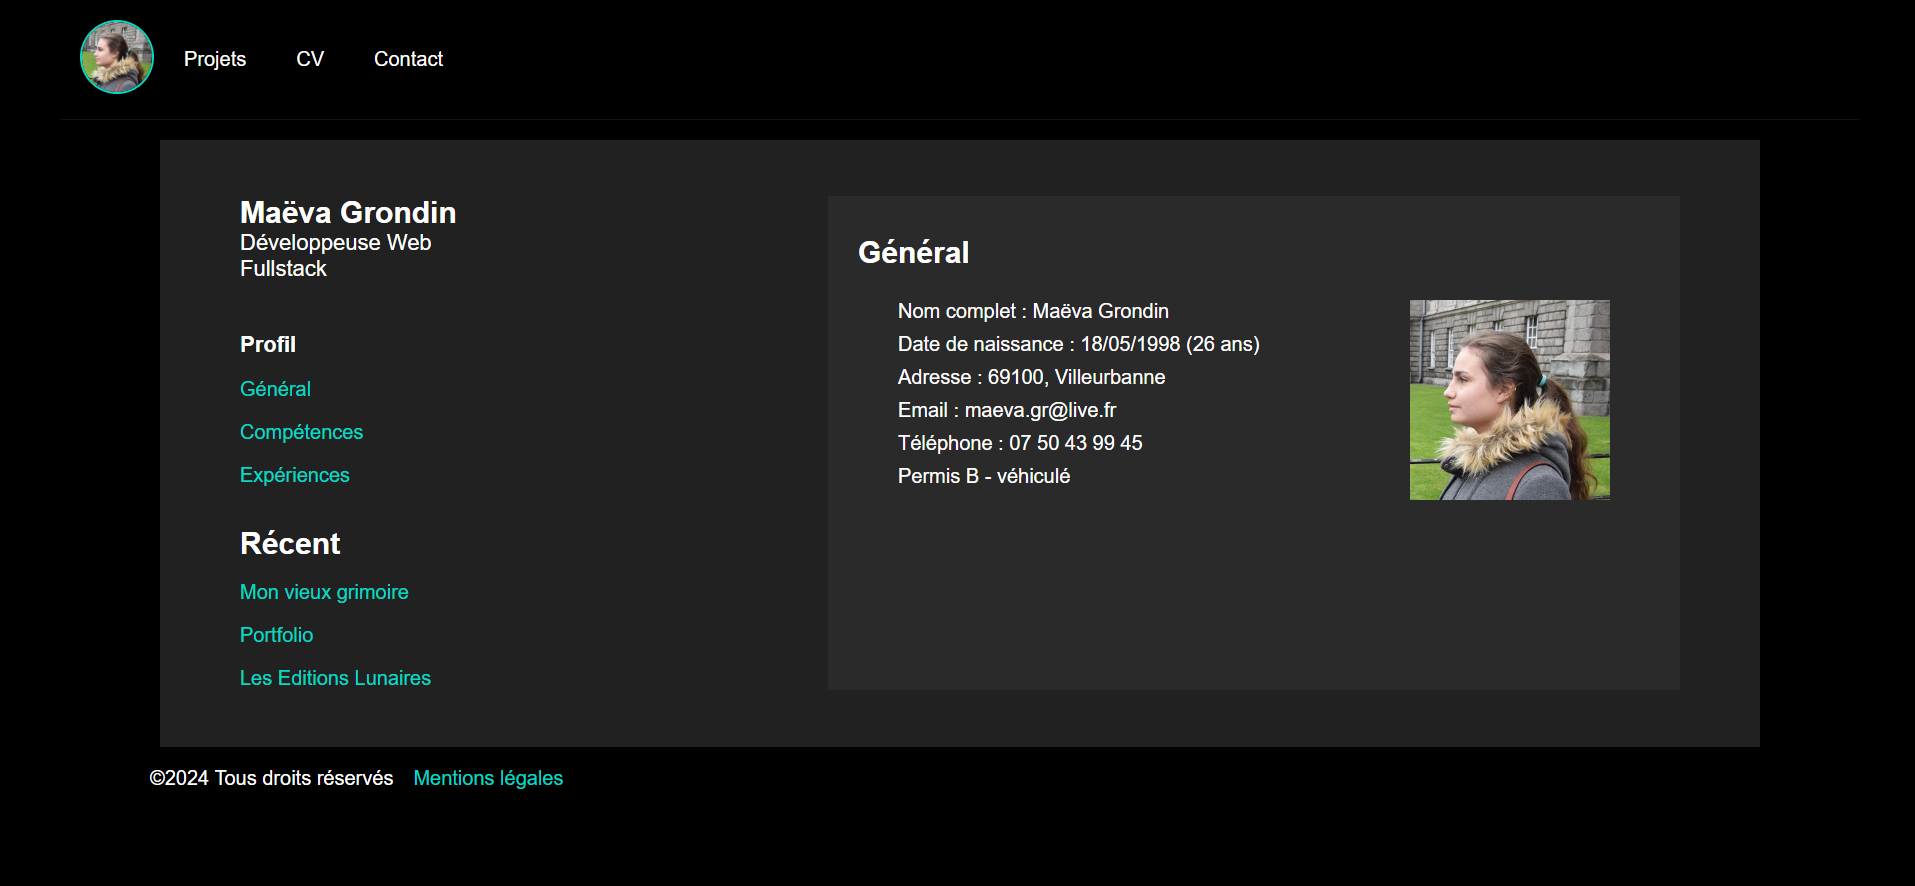 Projets
CV
Contact
Maëva Grondin
Développeuse Web
Fullstack
Profil
Général
Compétences
Expériences
Récent
Mon vieux grimoire
Portfolio
Les Editions Lunaires
Général
Nom complet : Maëva Grondin
Date de naissance : 18/05/1998 (26 ans)
Adresse : 69100, Villeurbanne
Email : maeva.gr@live.fr
Téléphone : 07 50 43 99 45
Permis B - véhiculé
©2024 Tous droits réservés Mentions légales